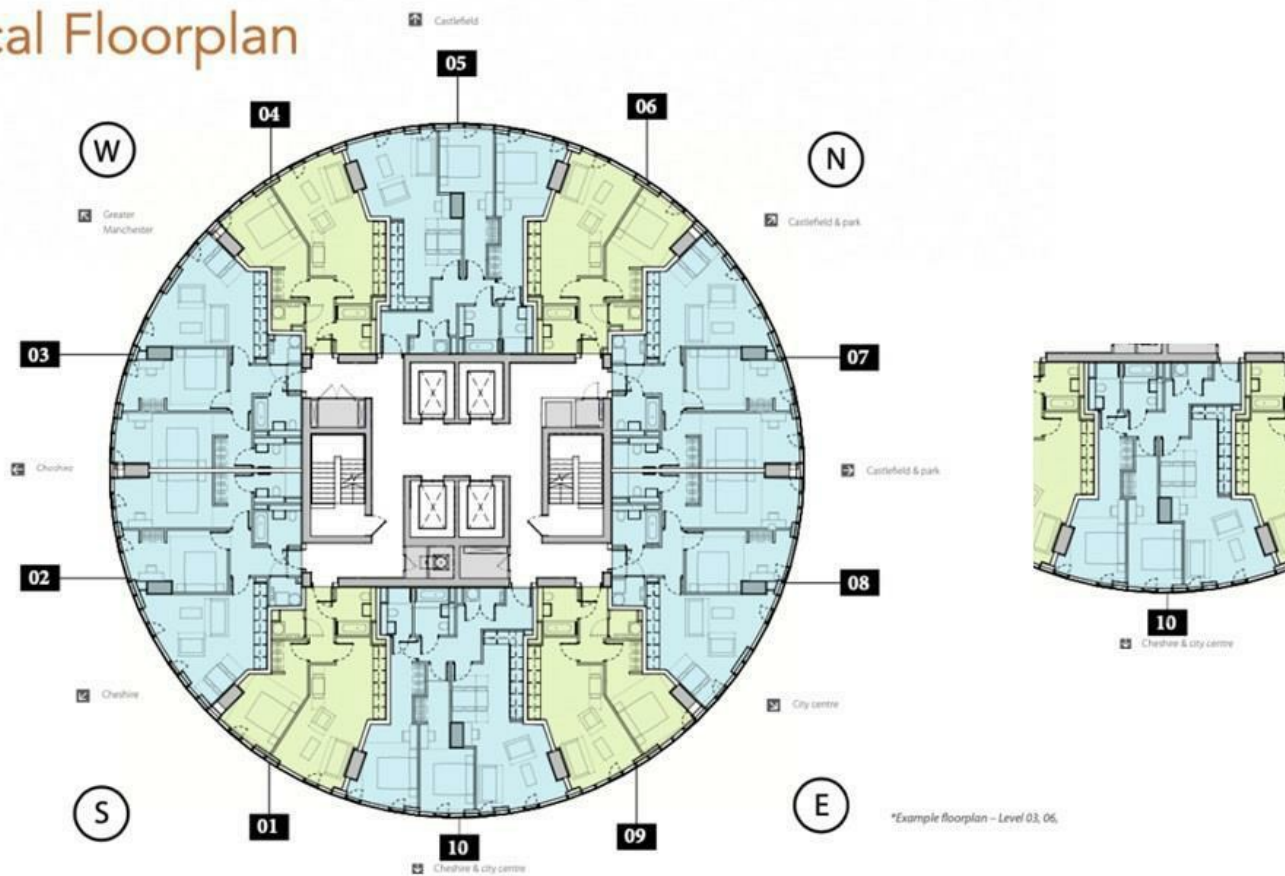 cal Floorplan
Castlefield
05
04
06
W
N
Greater
Manchester
Castlefield & park
03
07
Cheshire
Castlefield & park
02
08
Cheshire
City centre
S
E
01
09
10
Cheshire & city centre
*Example floorplan – Level 03, 06,
10
Cheshire & city centre